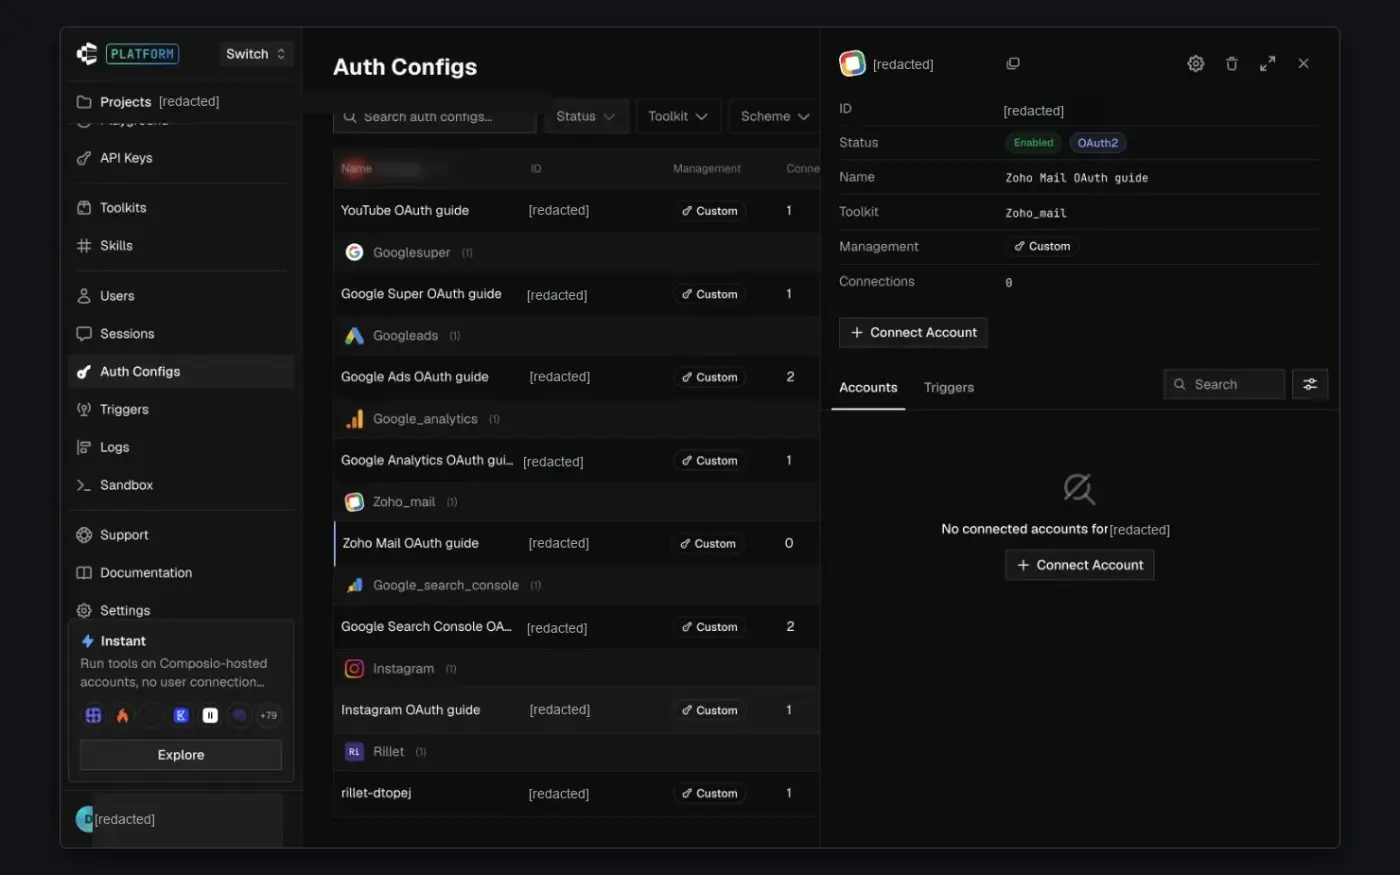 PLATFORM
Switch
Projects [redacted]
Playground
API Keys
Toolkits
Skills
Users
Sessions
Auth Configs
Triggers
Logs
Sandbox
Support
Documentation
Settings
Instant
Run tools on Composio-hosted
accounts, no user connection...
+79
Explore
D[redacted]
Auth Configs
Search auth configs...
Status
Toolkit
Scheme
Name ID Management Conne
YouTube OAuth guide [redacted] Custom 1
Googlesuper (1)
Google Super OAuth guide [redacted] Custom 1
Googleads (1)
Google Ads OAuth guide [redacted] Custom 2
Google_analytics (1)
Google Analytics OAuth gui... [redacted] Custom 1
Zoho_mail (1)
Zoho Mail OAuth guide [redacted] Custom 0
Google_search_console (1)
Google Search Console OA... [redacted] Custom 2
Instagram (1)
Instagram OAuth guide [redacted] Custom 1
Ri Rillet (1)
rillet-dtopej [redacted] Custom 1
[redacted]
ID [redacted]
Status Enabled OAuth2
Name Zoho Mail OAuth guide
Toolkit Zoho_mail
Management Custom
Connections 0
+ Connect Account
Accounts
Triggers
Search
No connected accounts for[redacted]
+ Connect Account